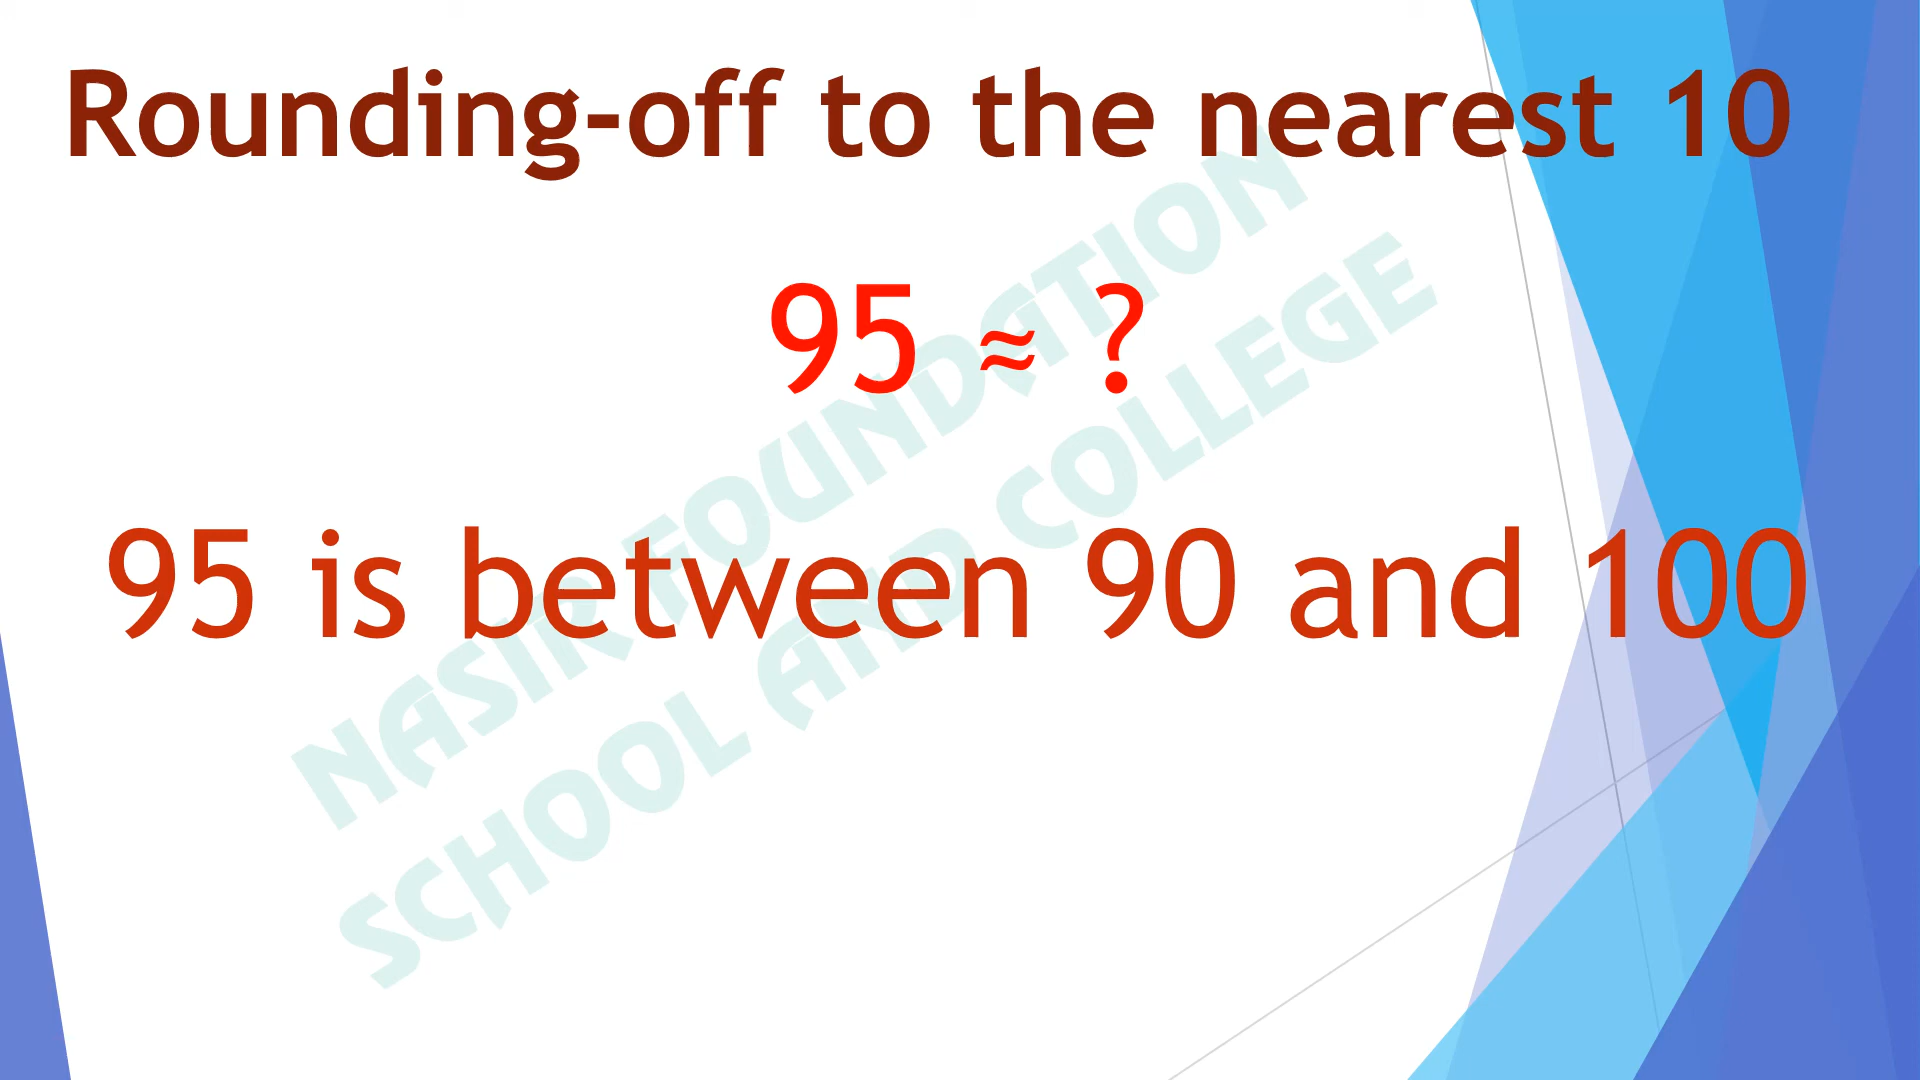 Rounding-off to the nearest 10
95 ≈ ?
95 is between 90 and 100
NASIR FOUNDATION
SCHOOL AND COLLEGE